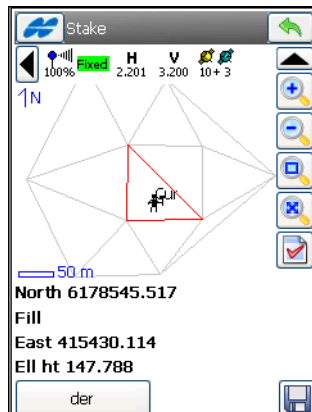 Stake
100% Fixed H 2.201 V 3.200 10+ 3
N
Cur
50 m
North 6178545.517
Fill
East 415430.114
Ell ht 147.788
der